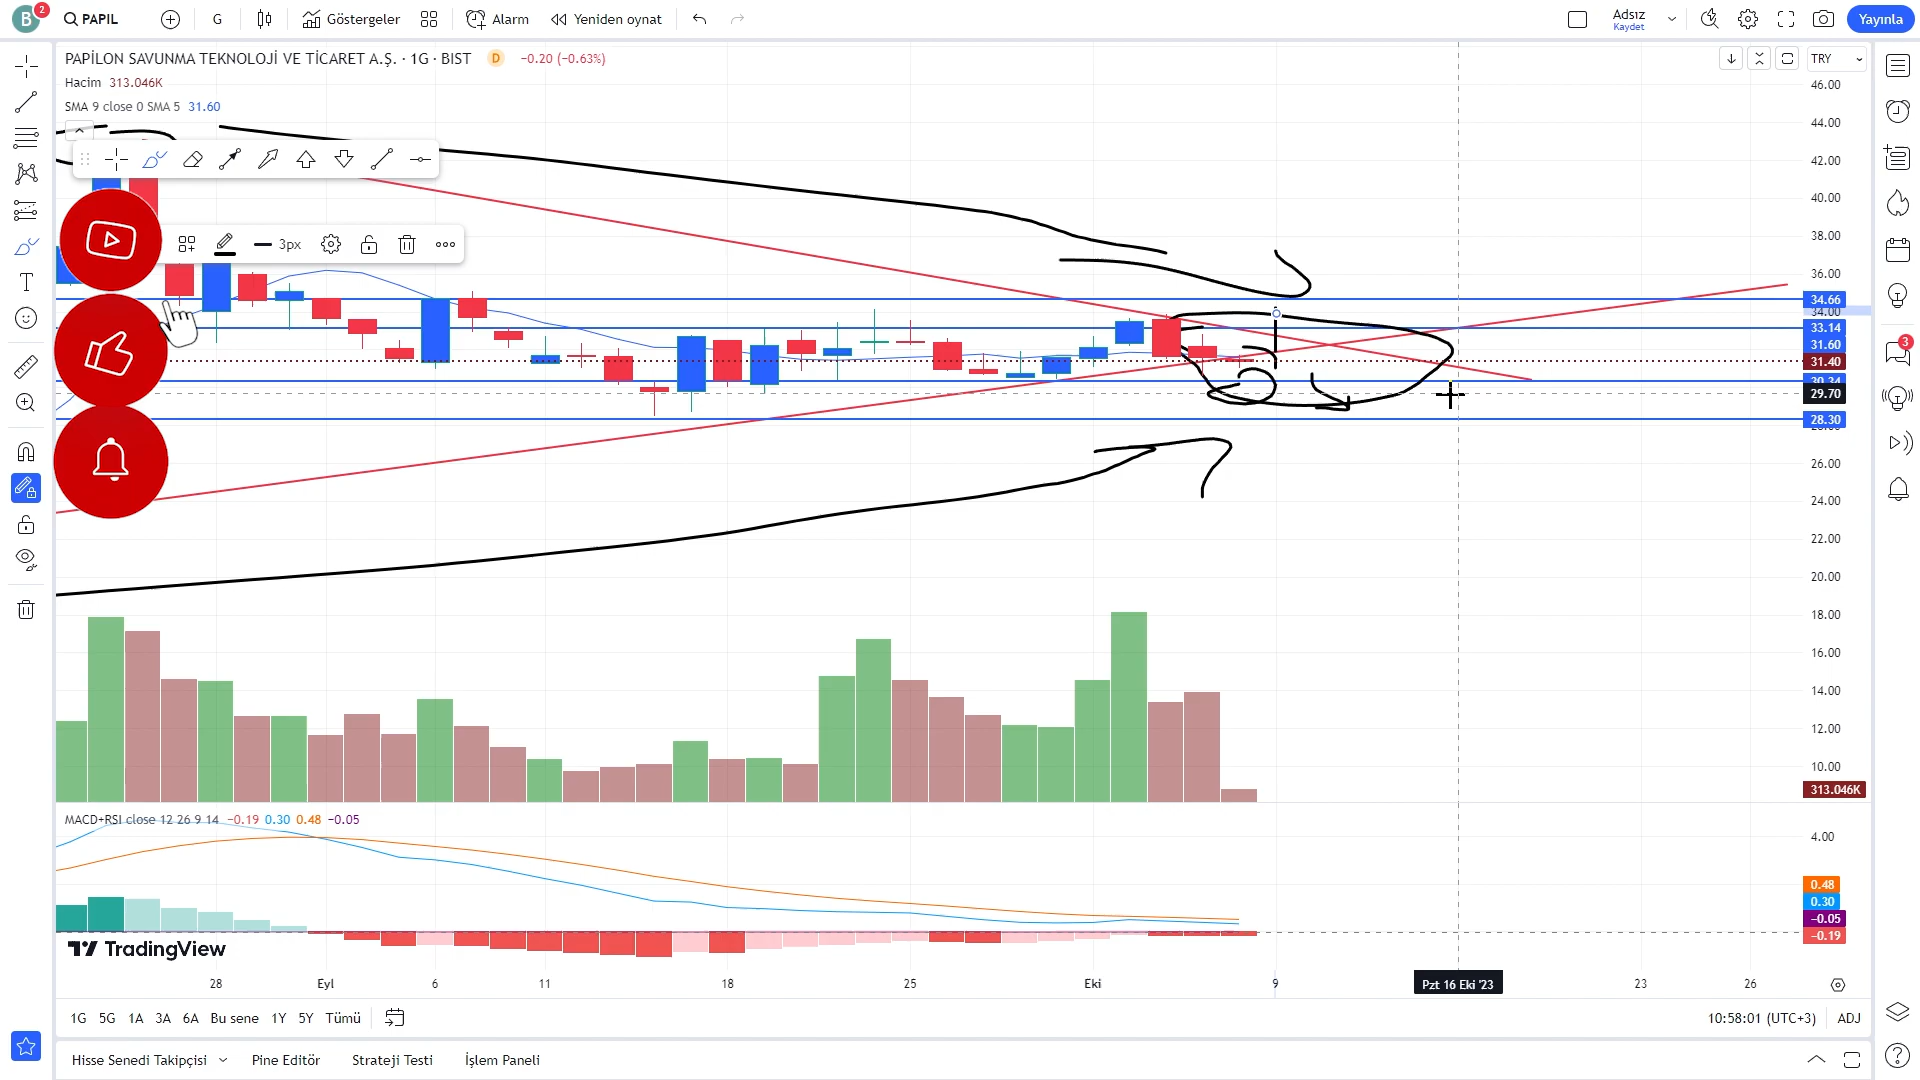 B 2 PAPIL G Göstergeler Alarm Yeniden oynat Adsız Kaydet Yayınla
PAPİLON SAVUNMA TEKNOLOJİ VE TİCARET A.Ş. · 1G · BIST D −0.20 (−0.63%)
TRY
Hacim 313.046K
SMA 9 close 0 SMA 5 31.60
3px
46.00
44.00
42.00
40.00
38.00
36.00
34.66
34.00
33.14
31.60
31.40
29.70
28.30
26.00
24.00
22.00
20.00
18.00
16.00
14.00
12.00
10.00
313.046K
3
MACD+RSI close 12 26 9 14 −0.19 0.30 0.48 −0.05
4.00
0.48
0.30
−0.05
−0.19
TradingView
28 Eyl 6 11 18 25 Eki 9 Pzt 16 Eki '23 23 26
1G 5G 1A 3A 6A Bu sene 1Y 5Y Tümü 10:58:01 (UTC+3) ADJ
Hisse Senedi Takipçisi Pine Editör Strateji Testi İşlem Paneli